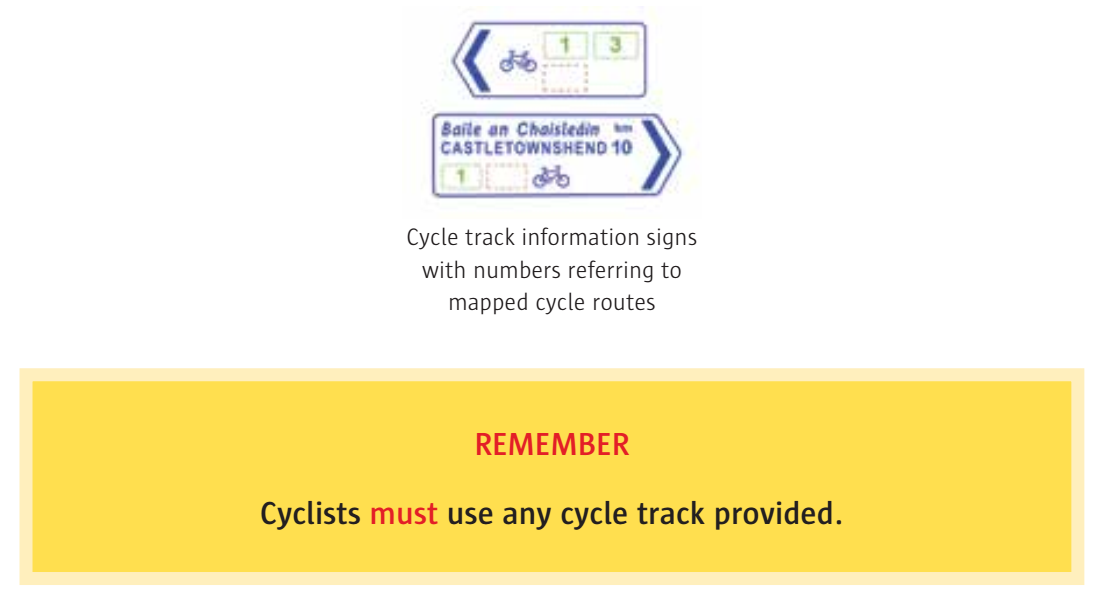 1 3
Baile an Chaisledin km
CASTLETOWNSHEND 10
1
Cycle track information signs
with numbers referring to
mapped cycle routes
REMEMBER
Cyclists must use any cycle track provided.